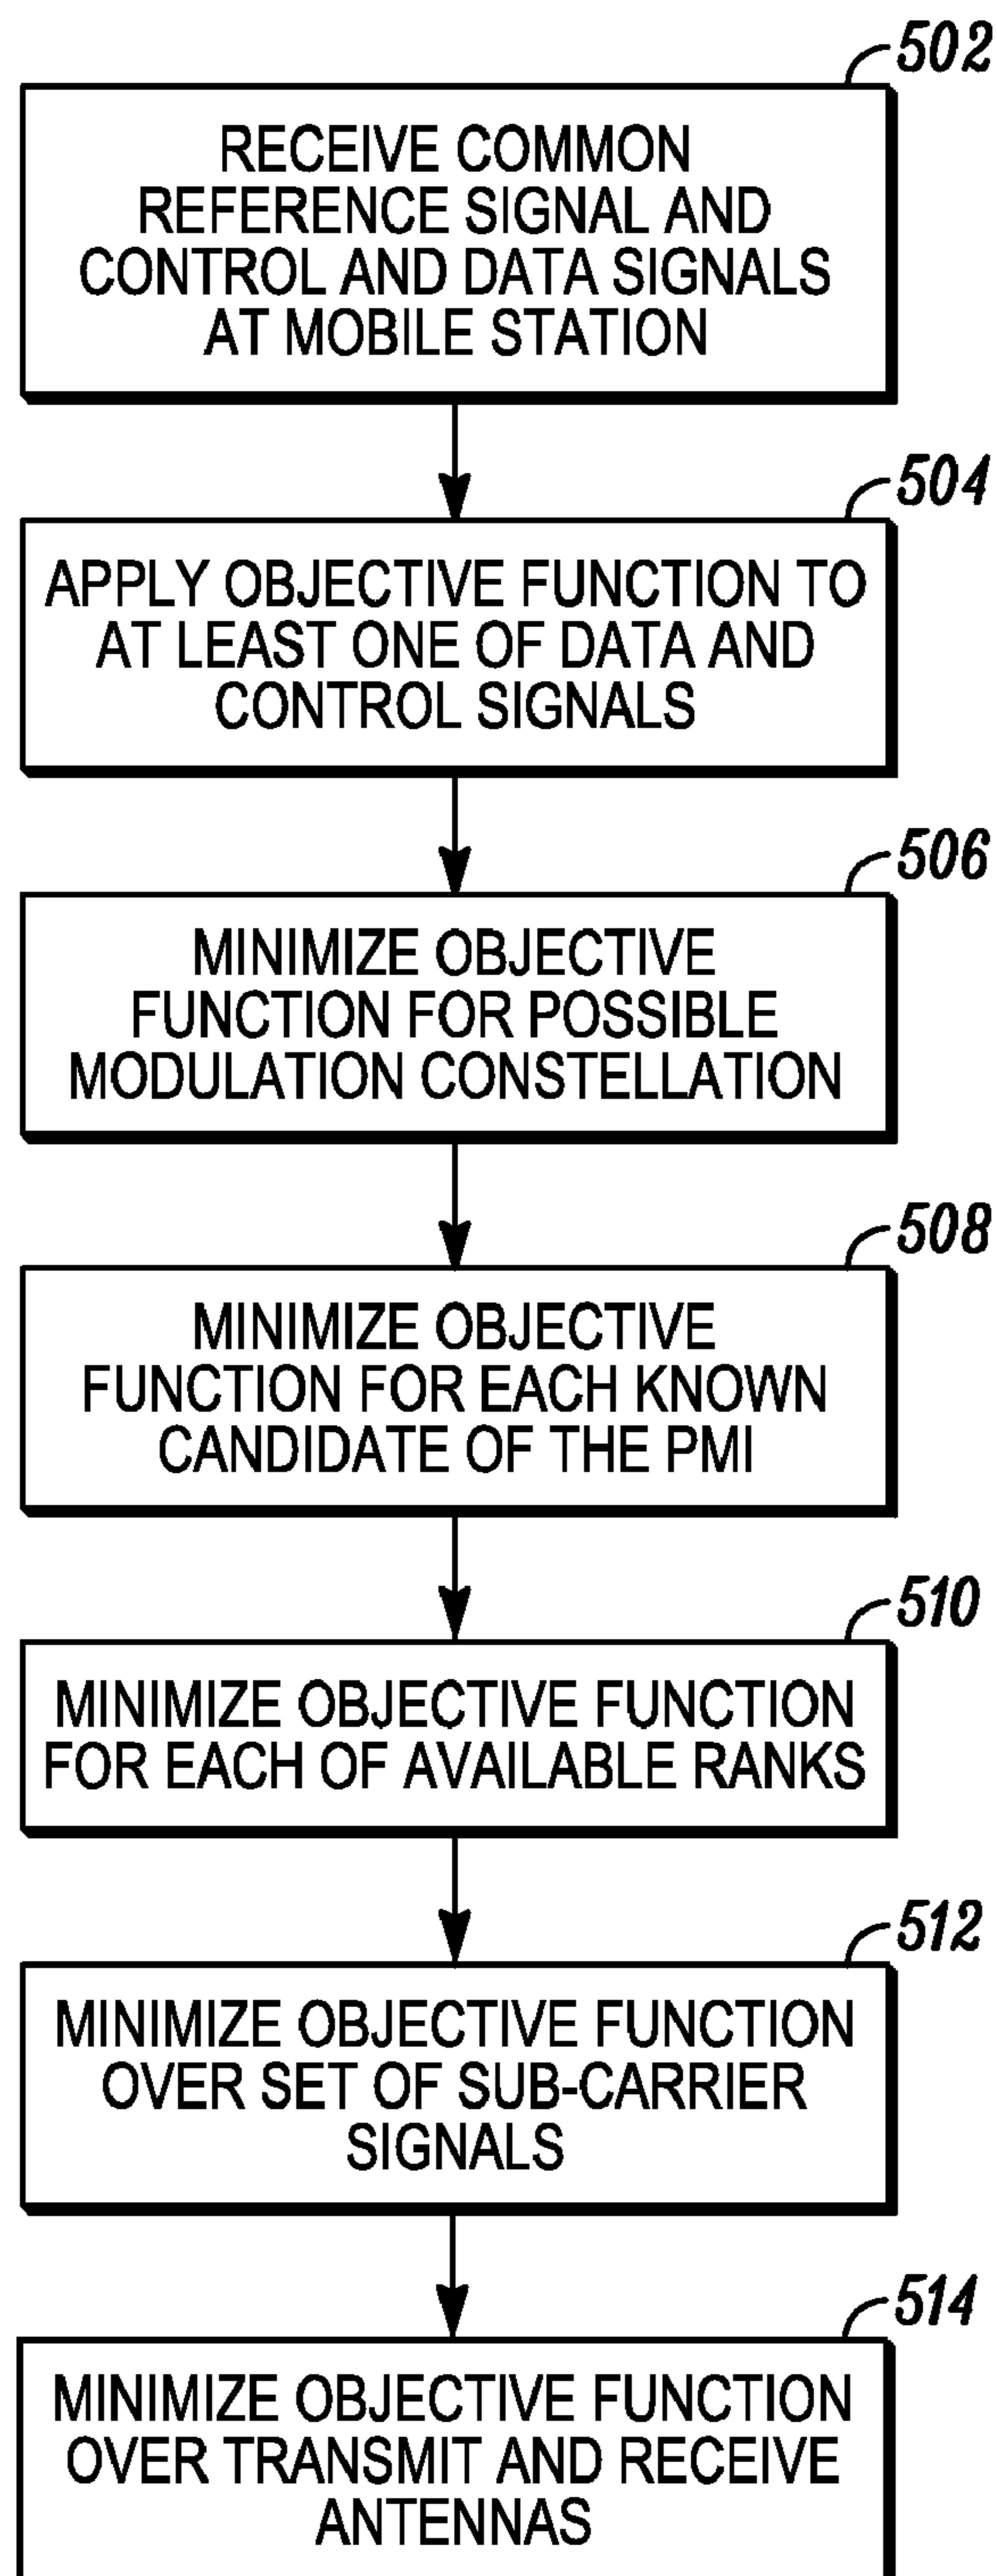 502
RECEIVE COMMON
REFERENCE SIGNAL AND
CONTROL AND DATA SIGNALS
AT MOBILE STATION
504
APPLY OBJECTIVE FUNCTION TO
AT LEAST ONE OF DATA AND
CONTROL SIGNALS
506
MINIMIZE OBJECTIVE
FUNCTION FOR POSSIBLE
MODULATION CONSTELLATION
508
MINIMIZE OBJECTIVE
FUNCTION FOR EACH KNOWN
CANDIDATE OF THE PMI
510
MINIMIZE OBJECTIVE FUNCTION
FOR EACH OF AVAILABLE RANKS
512
MINIMIZE OBJECTIVE FUNCTION
OVER SET OF SUB-CARRIER
SIGNALS
514
MINIMIZE OBJECTIVE FUNCTION
OVER TRANSMIT AND RECEIVE
ANTENNAS